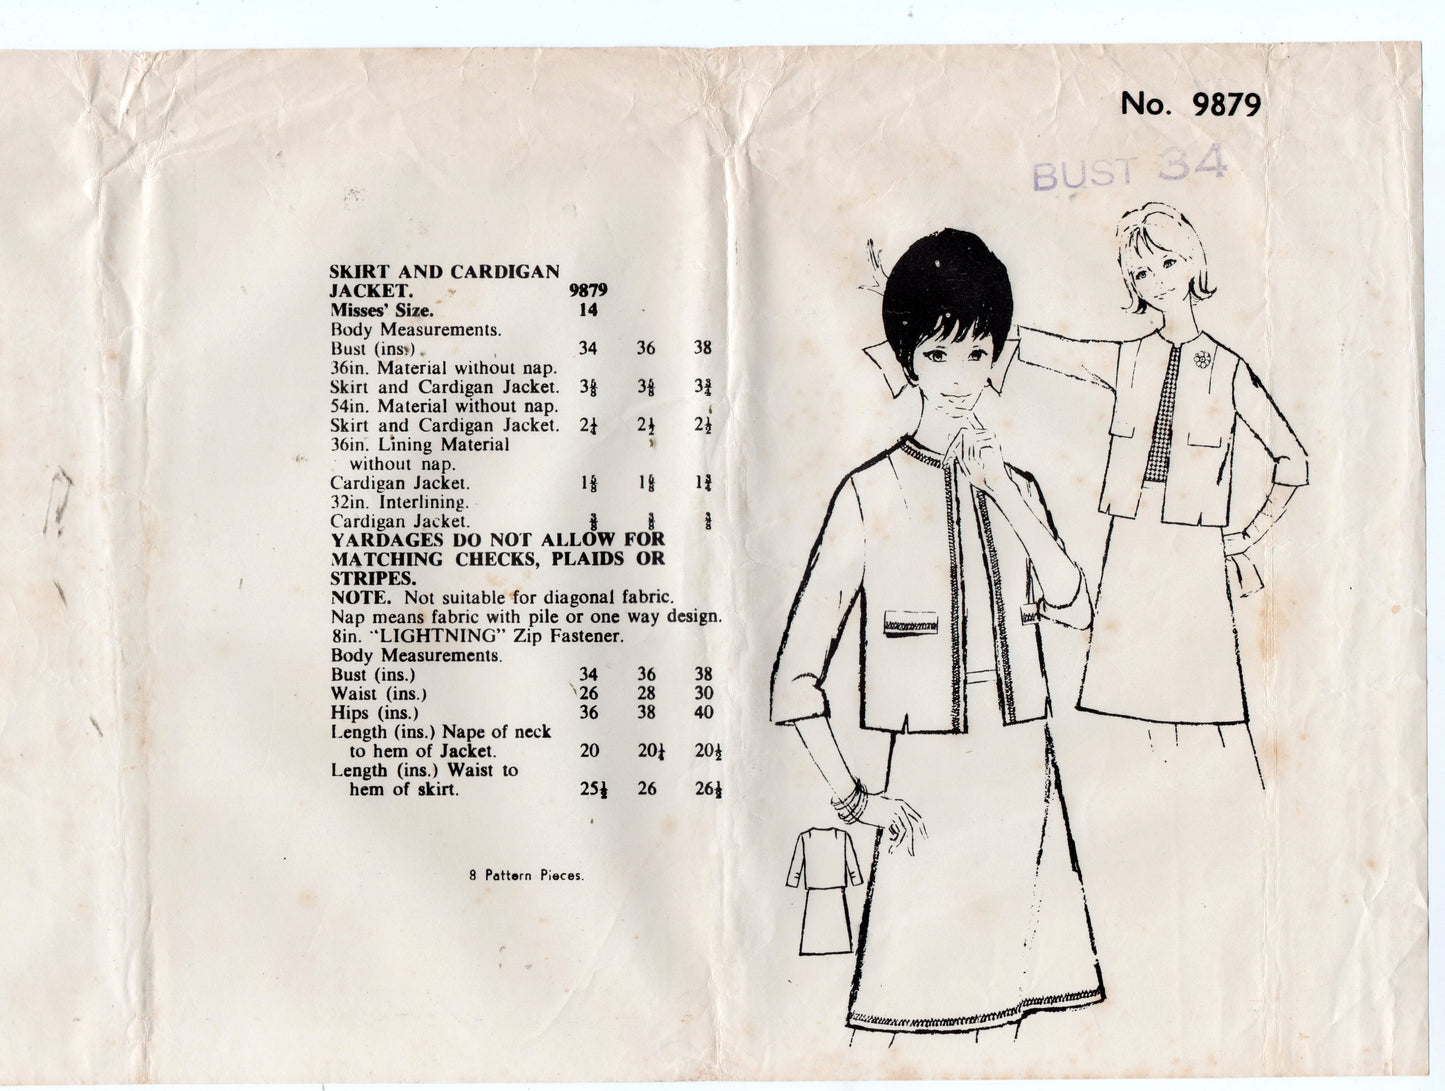 No. 9879
BUST 34
SKIRT AND CARDIGAN
JACKET. 9879
Misses' Size. 14
Body Measurements.
Bust (ins.) 34 36 38
36in. Material without nap.
Skirt and Cardigan Jacket. 3⅝ 3⅝ 3¾
54in. Material without nap.
Skirt and Cardigan Jacket. 2¼ 2½ 2½
36in. Lining Material
without nap.
Cardigan Jacket. 1⅝ 1⅝ 1¾
32in. Interlining.
Cardigan Jacket. ⅜ ⅜ ⅜
YARDAGES DO NOT ALLOW FOR
MATCHING CHECKS, PLAIDS OR
STRIPES.
NOTE. Not suitable for diagonal fabric.
Nap means fabric with pile or one way design.
8in. "LIGHTNING" Zip Fastener.
Body Measurements.
Bust (ins.) 34 36 38
Waist (ins.) 26 28 30
Hips (ins.) 36 38 40
Length (ins.) Nape of neck
to hem of Jacket. 20 20¼ 20½
Length (ins.) Waist to
hem of skirt. 25½ 26 26½
8 Pattern Pieces.